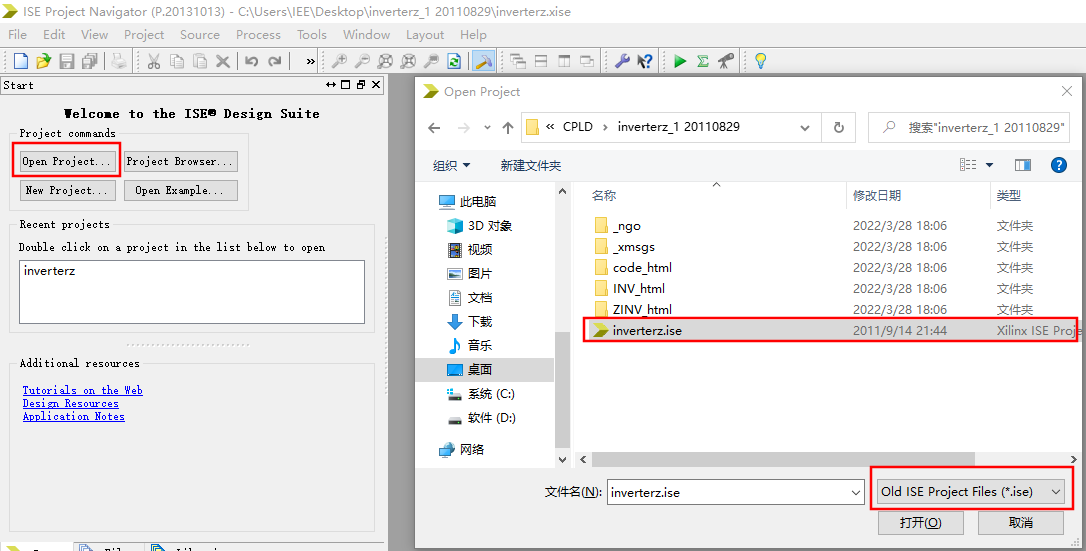 ISE Project Navigator (P.20131013) - C:\Users\IEE\Desktop\inverterz_1 20110829\inverterz.xise
File Edit View Project Source Process Tools Window Layout Help
»
Start
Welcome to the ISE® Design Suite
Project commands
Open Project... Project Browser...
New Project... Open Example...
Recent projects
Double click on a project in the list below to open
inverterz
Additional resources
Tutorials on the Web
Design Resources
Application Notes
Open Project
« CPLD › inverterz_1 20110829
搜索"inverterz_1 20110829"
组织 新建文件夹
此电脑
3D 对象
视频
图片
文档
下载
音乐
桌面
系统 (C:)
软件 (D:)
网络
名称 修改日期 类型
_ngo 2022/3/28 18:06 文件夹
_xmsgs 2022/3/28 18:06 文件夹
code_html 2022/3/28 18:06 文件夹
INV_html 2022/3/28 18:06 文件夹
ZINV_html 2022/3/28 18:06 文件夹
inverterz.ise 2011/9/14 21:44 Xilinx ISE Proje
文件名(N): inverterz.ise Old ISE Project Files (*.ise)
打开(O) 取消